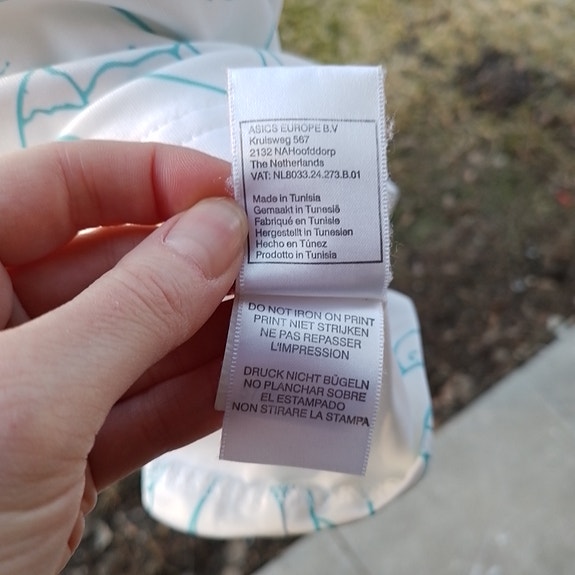 ASICS EUROPE B.V
Kruisweg 567
2132 NAHoofddorp
The Netherlands
VAT: NL8033.24.273.B.01
Made in Tunisia
Gemaakt in Tunesië
Fabriqué en Tunisie
Hergestellt in Tunesien
Hecho en Túnez
Prodotto in Tunisia
DO NOT IRON ON PRINT
PRINT NIET STRIJKEN
NE PAS REPASSER
L'IMPRESSION
DRUCK NICHT BÜGELN
NO PLANCHAR SOBRE
EL ESTAMPADO
NON STIRARE LA STAMPA